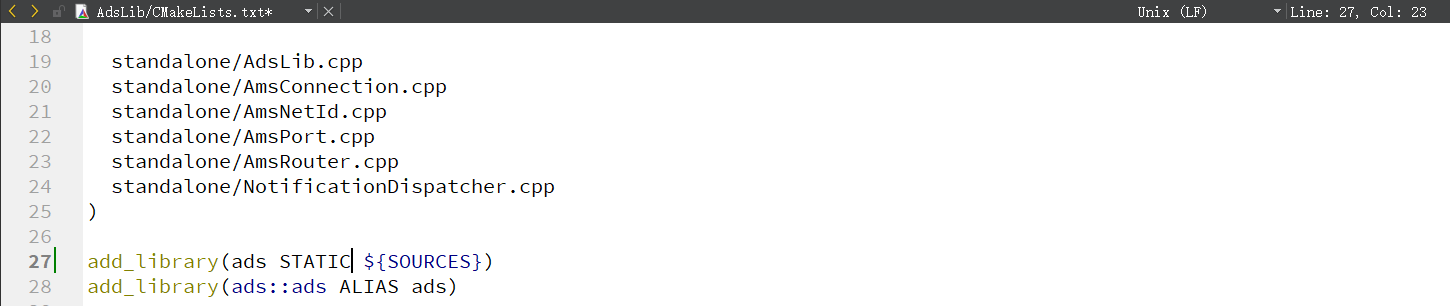 AdsLib/CMakeLists.txt* Unix (LF) Line: 27, Col: 23
18
19 standalone/AdsLib.cpp
20 standalone/AmsConnection.cpp
21 standalone/AmsNetId.cpp
22 standalone/AmsPort.cpp
23 standalone/AmsRouter.cpp
24 standalone/NotificationDispatcher.cpp
25 )
26
27 add_library(ads STATIC ${SOURCES})
28 add_library(ads::ads ALIAS ads)